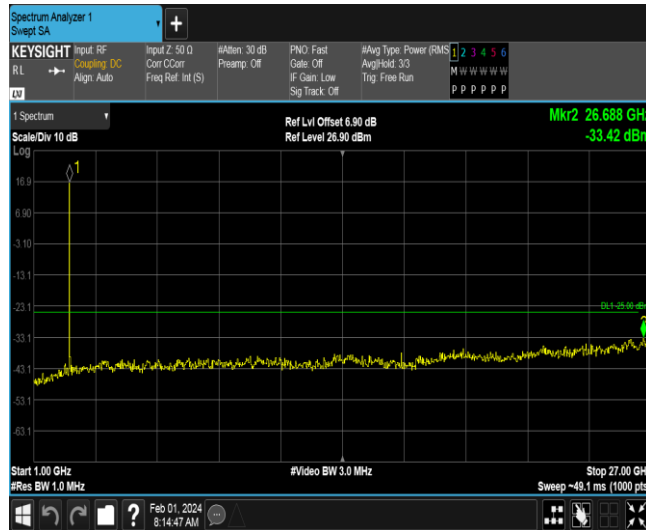 Spectrum Analyzer 1
Swept SA
KEYSIGHT
RL
LXI
Input: RF
Coupling: DC
Align: Auto
Input Z: 50 Ω
Corr CCorr
Freq Ref: Int (S)
#Atten: 30 dB
Preamp: Off
PNO: Fast
Gate: Off
IF Gain: Low
Sig Track: Off
#Avg Type: Power (RMS
Avg|Hold: 3/3
Trig: Free Run
1 2 3 4 5 6
M W W W W W
P P P P P P
1 Spectrum
Scale/Div 10 dB
Log
Ref Lvl Offset 6.90 dB
Ref Level 26.90 dBm
Mkr2 26.688 GHz
-33.42 dBm
1
16.9
6.90
-3.10
-13.1
-23.1
DL1 -25.00 dBm
-33.1
-43.1
-53.1
-63.1
Start 1.00 GHz
#Res BW 1.0 MHz
#Video BW 3.0 MHz
Stop 27.00 GHz
Sweep ~49.1 ms (1000 pts)
?
Feb 01, 2024
8:14:47 AM